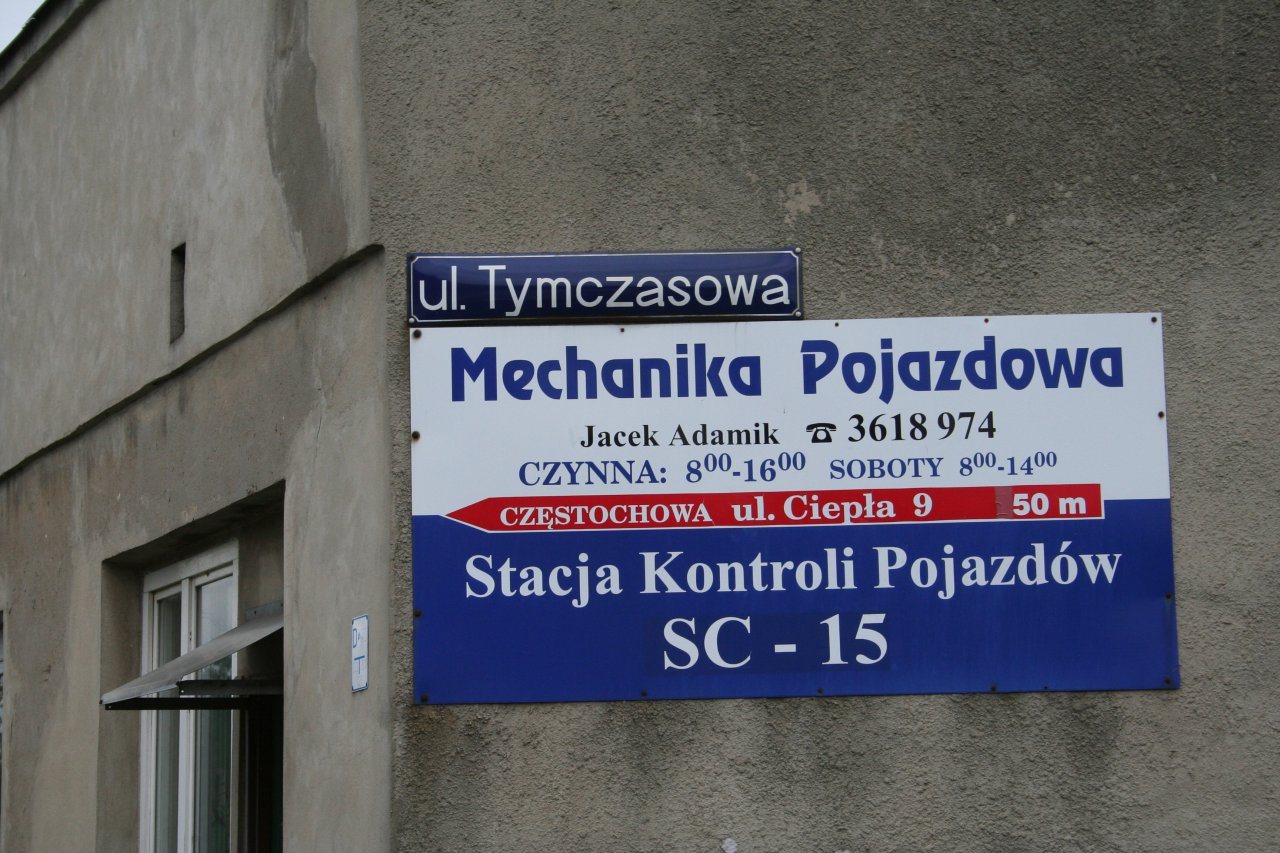 ul. Tymczasowa
Mechanika Pojazdowa
Jacek Adamik ☎ 3618 974
CZYNNA: 8⁰⁰-16⁰⁰ SOBOTY 8⁰⁰-14⁰⁰
CZĘSTOCHOWA ul. Ciepła 9 50 m
Stacja Kontroli Pojazdów
SC - 15
D
T